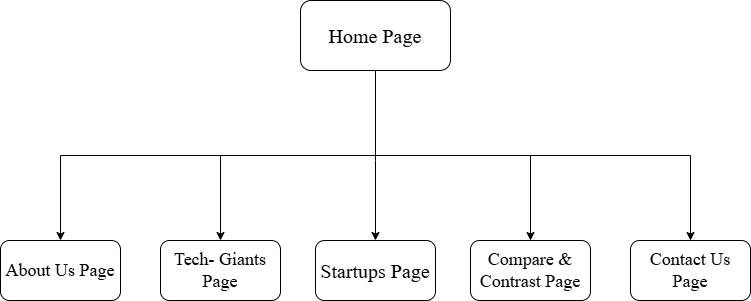 Home Page
About Us Page
Tech- Giants
Page
Startups Page
Compare &
Contrast Page
Contact Us
Page